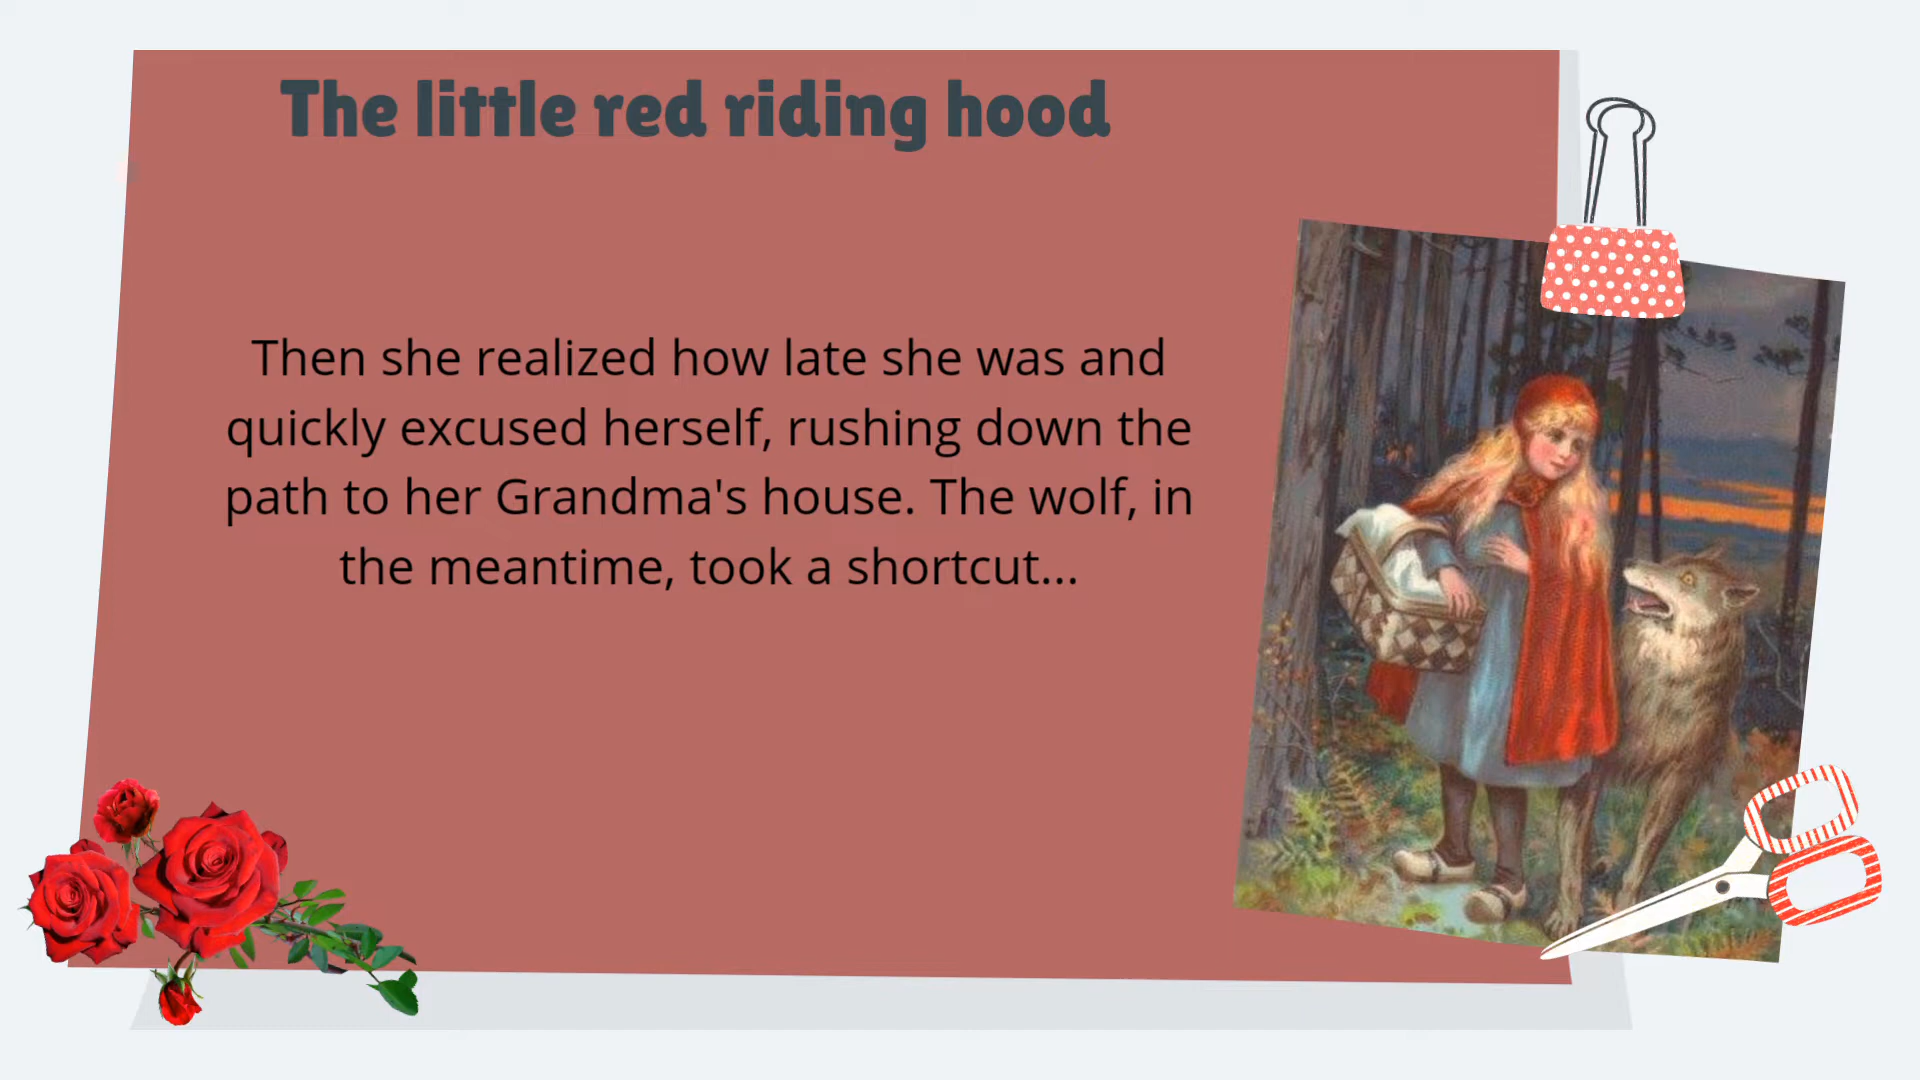 The little red riding hood
Then she realized how late she was and
quickly excused herself, rushing down the
path to her Grandma's house. The wolf, in
the meantime, took a shortcut...